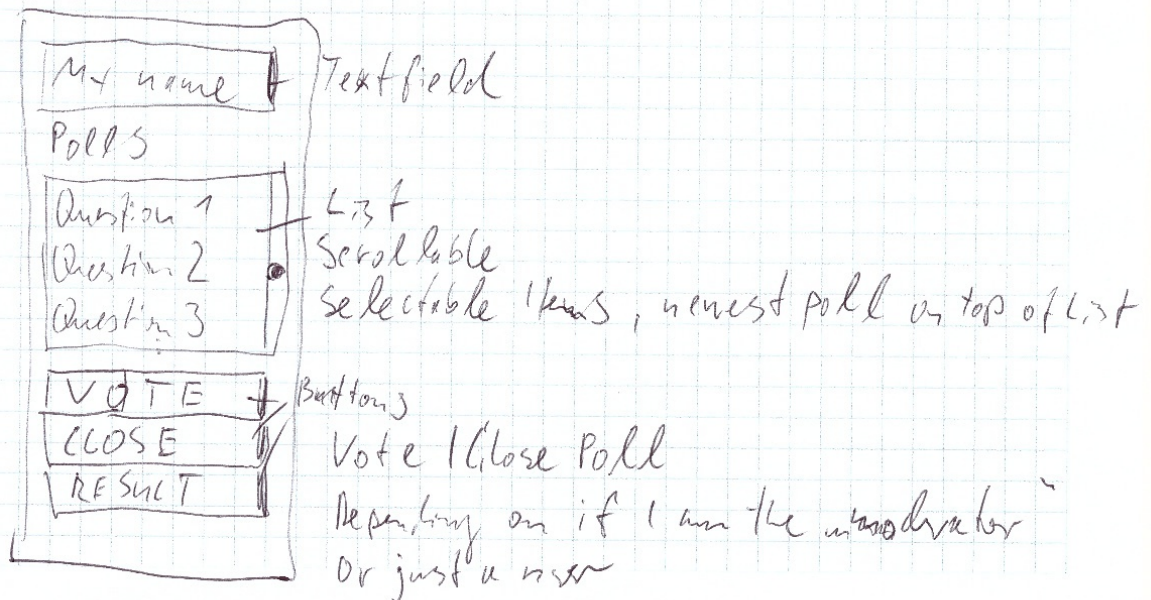 My name
Textfield
Polls
Question 1
List
Question 2
Scrollable
Question 3
Selectable Items, newest poll on top of List
VOTE
Buttons
CLOSE
Vote / Close Poll
RESULT
Depending on if I am the „moderator“
Or just a user